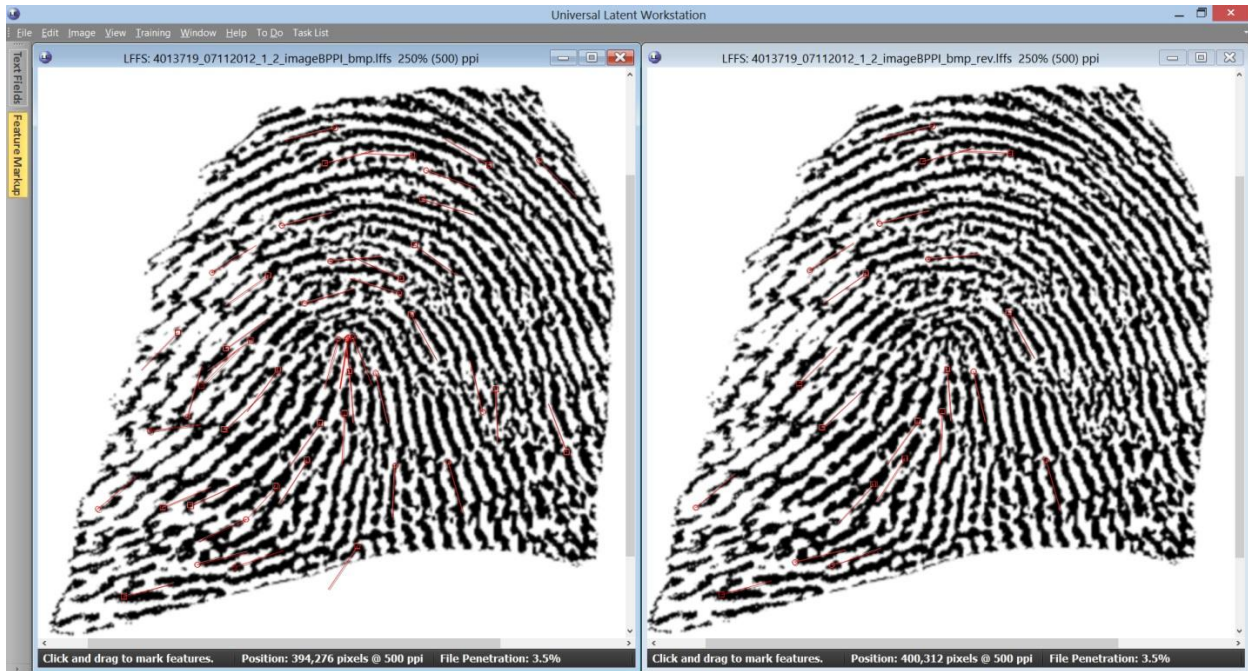 Universal Latent Workstation
File Edit Image View Training Window Help To Do Task List
Text Fields
Feature Markup
LFFS: 4013719_07112012_1_2_imageBPPI_bmp.lffs 250% (500) ppi
Click and drag to mark features. Position: 394,276 pixels @ 500 ppi File Penetration: 3.5%
LFFS: 4013719_07112012_1_2_imageBPPI_bmp_rev.lffs 250% (500) ppi
Click and drag to mark features. Position: 400,312 pixels @ 500 ppi File Penetration: 3.5%